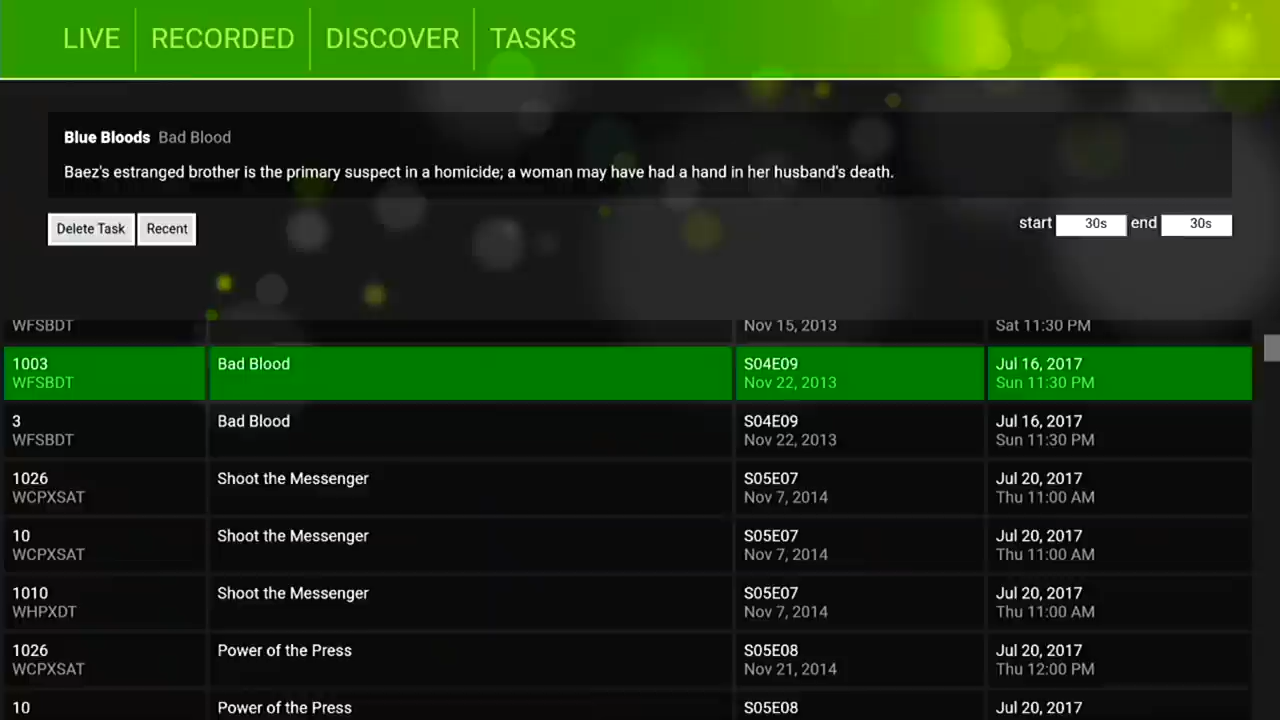 LIVE RECORDED DISCOVER TASKS
Blue Bloods Bad Blood
Baez's estranged brother is the primary suspect in a homicide; a woman may have had a hand in her husband's death.
Delete Task Recent start 30s end 30s
WFSBDT Nov 15, 2013 Sat 11:30 PM
1003 Bad Blood S04E09 Jul 16, 2017
WFSBDT Nov 22, 2013 Sun 11:30 PM
3 Bad Blood S04E09 Jul 16, 2017
WFSBDT Nov 22, 2013 Sun 11:30 PM
1026 Shoot the Messenger S05E07 Jul 20, 2017
WCPXSAT Nov 7, 2014 Thu 11:00 AM
10 Shoot the Messenger S05E07 Jul 20, 2017
WCPXSAT Nov 7, 2014 Thu 11:00 AM
1010 Shoot the Messenger S05E07 Jul 20, 2017
WHPXDT Nov 7, 2014 Thu 11:00 AM
1026 Power of the Press S05E08 Jul 20, 2017
WCPXSAT Nov 21, 2014 Thu 12:00 PM
10 Power of the Press S05E08 Jul 20, 2017